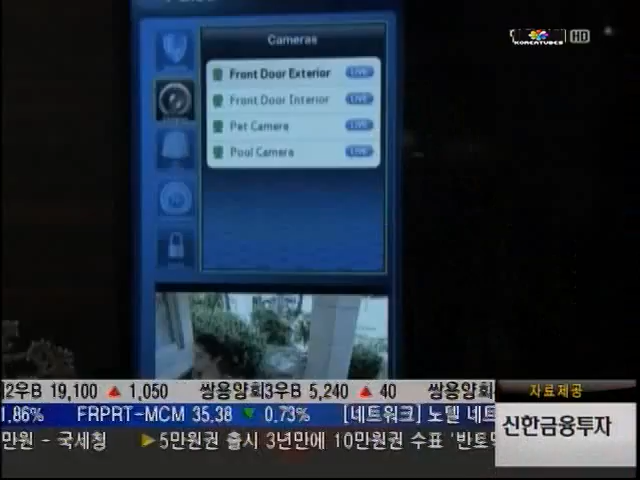 Cameras
Front Door Exterior LIVE
Front Door Interior LIVE
Pet Camera LIVE
Pool Camera LIVE
KOREATUBES HD
2우B 19,100 ▲ 1,050 쌍용양회3우B 5,240 ▲ 40 쌍용양회
자료제공
1,86% FRPRT-MCM 35,38 ▼ 0,73% [네트워크] 노텔 네트
신한금융투자
만원 - 국세청 ▶5만원권 출시 3년만에 10만원권 수표 '반토막